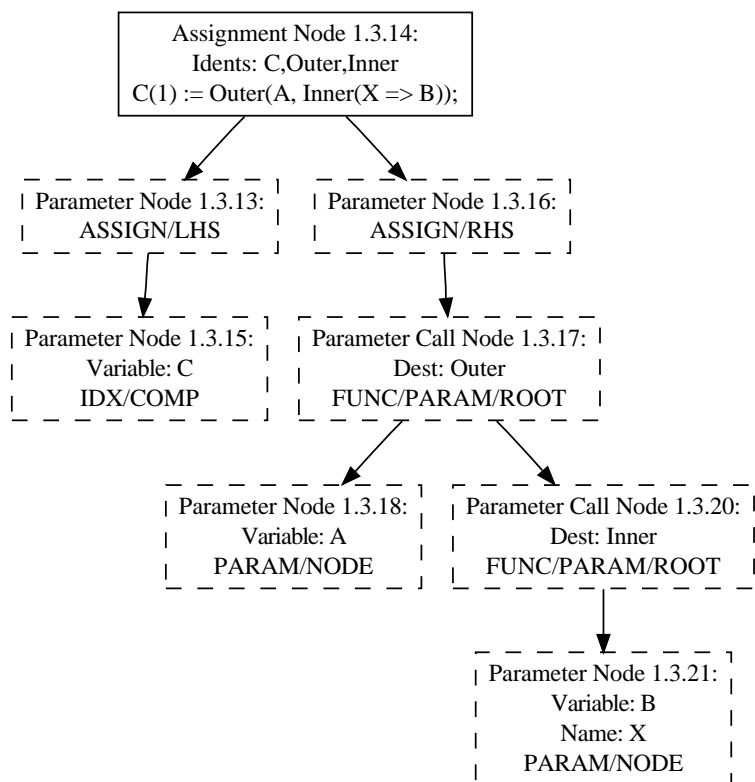 Assignment Node 1.3.14:
Idents: C,Outer,Inner
C(1) := Outer(A, Inner(X => B));
Parameter Node 1.3.13:
ASSIGN/LHS
Parameter Node 1.3.16:
ASSIGN/RHS
Parameter Node 1.3.15:
Variable: C
IDX/COMP
Parameter Call Node 1.3.17:
Dest: Outer
FUNC/PARAM/ROOT
Parameter Node 1.3.18:
Variable: A
PARAM/NODE
Parameter Call Node 1.3.20:
Dest: Inner
FUNC/PARAM/ROOT
Parameter Node 1.3.21:
Variable: B
Name: X
PARAM/NODE